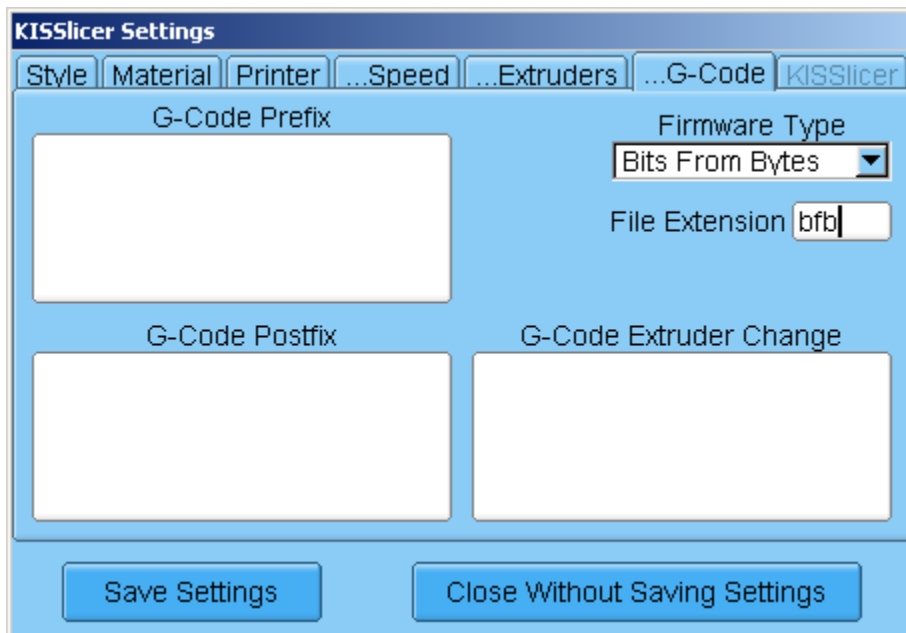 KISSlicer Settings
Style Material Printer ...Speed ...Extruders ...G-Code KISSlicer
G-Code Prefix
Firmware Type
Bits From Bytes
File Extension bfb
G-Code Postfix
G-Code Extruder Change
Save Settings
Close Without Saving Settings